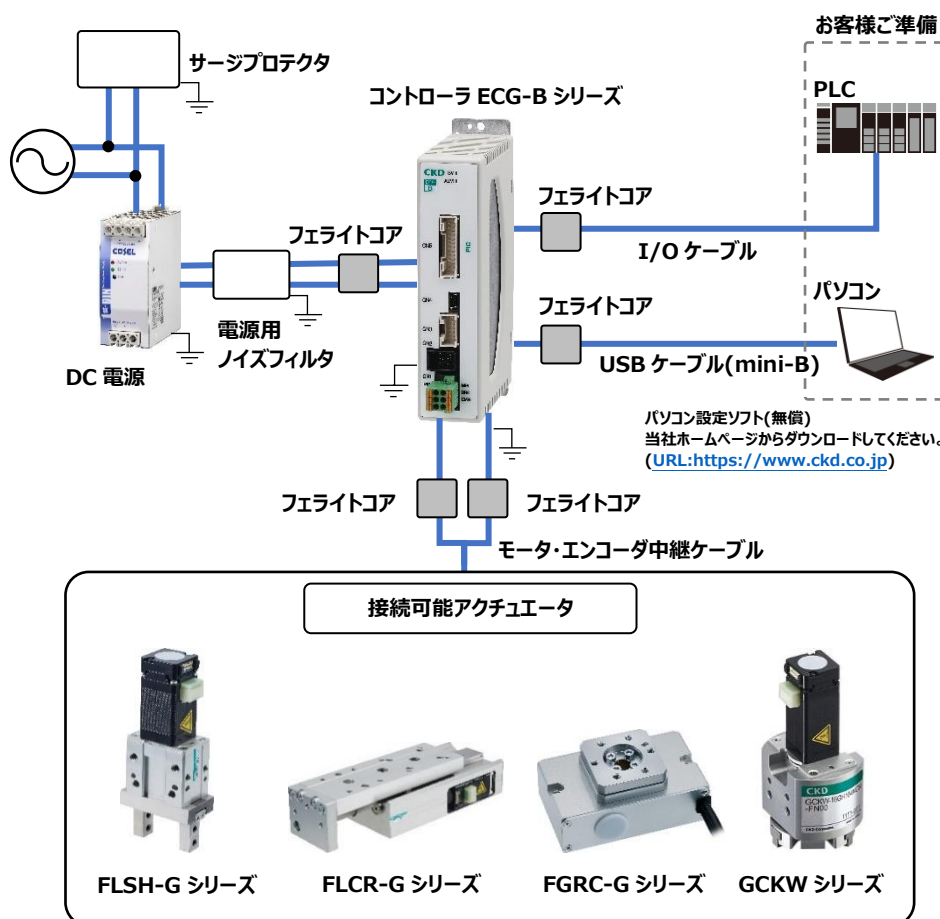 お客様ご準備
サージプロテクタ
コントローラ ECG-B シリーズ
PLC
CKD
フェライトコア
フェライトコア
I/O ケーブル
COSEL
PIO
フェライトコア
パソコン
電源用
ノイズフィルタ
DC 電源
USB ケーブル(mini-B)
パソコン設定ソフト(無償)
当社ホームページからダウンロードしてください。
(URL:https://www.ckd.co.jp)
フェライトコア
フェライトコア
モータ・エンコーダ中継ケーブル
接続可能アクチュエータ
CKD
FLSH-G シリーズ
FLCR-G シリーズ
FGRC-G シリーズ
GCKW シリーズ